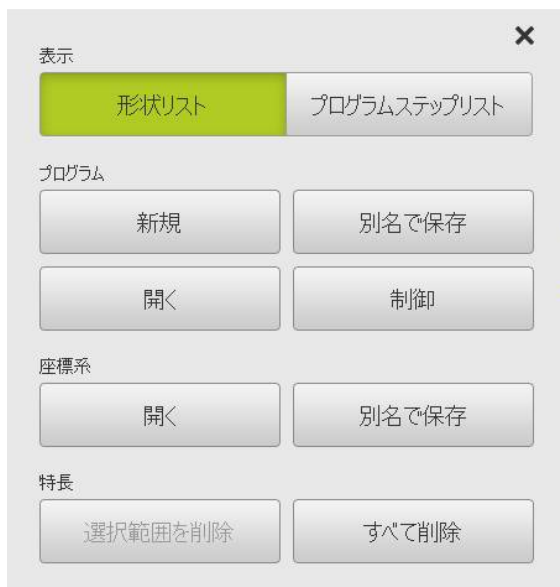 表示
形状リスト プログラムステップリスト
プログラム
新規 別名で保存
開く 制御
座標系
開く 別名で保存
特長
選択範囲を削除 すべて削除